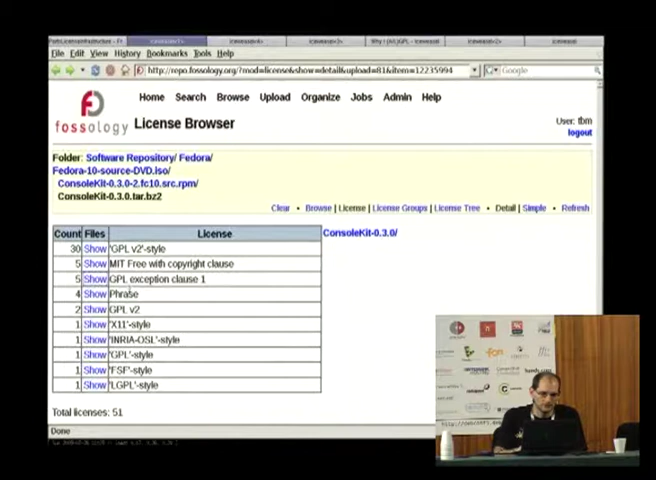 File Edit View History Bookmarks Tools Help
http://repo.fossology.org/?mod=license&show=detail&upload=81&item=12235994
Google
Home Search Browse Upload Organize Jobs Admin Help
fossology
License Browser
User: tbm
logout
Folder: Software Repository/ Fedora/
Fedora-10-source-DVD.iso/
ConsoleKit-0.3.0-2.fc10.src.rpm/
ConsoleKit-0.3.0.tar.bz2
Clear • Browse | License | License Groups | License Tree • Detail | Simple • Refresh
Count Files License
30 Show 'GPL v2'-style
5 Show MIT Free with copyright clause
5 Show GPL exception clause 1
4 Show Phrase
2 Show GPL v2
1 Show 'X11'-style
1 Show 'INRIA-OSL'-style
1 Show 'GPL'-style
1 Show 'FSF'-style
1 Show 'LGPL'-style
ConsoleKit-0.3.0/
Total licenses: 51
Done